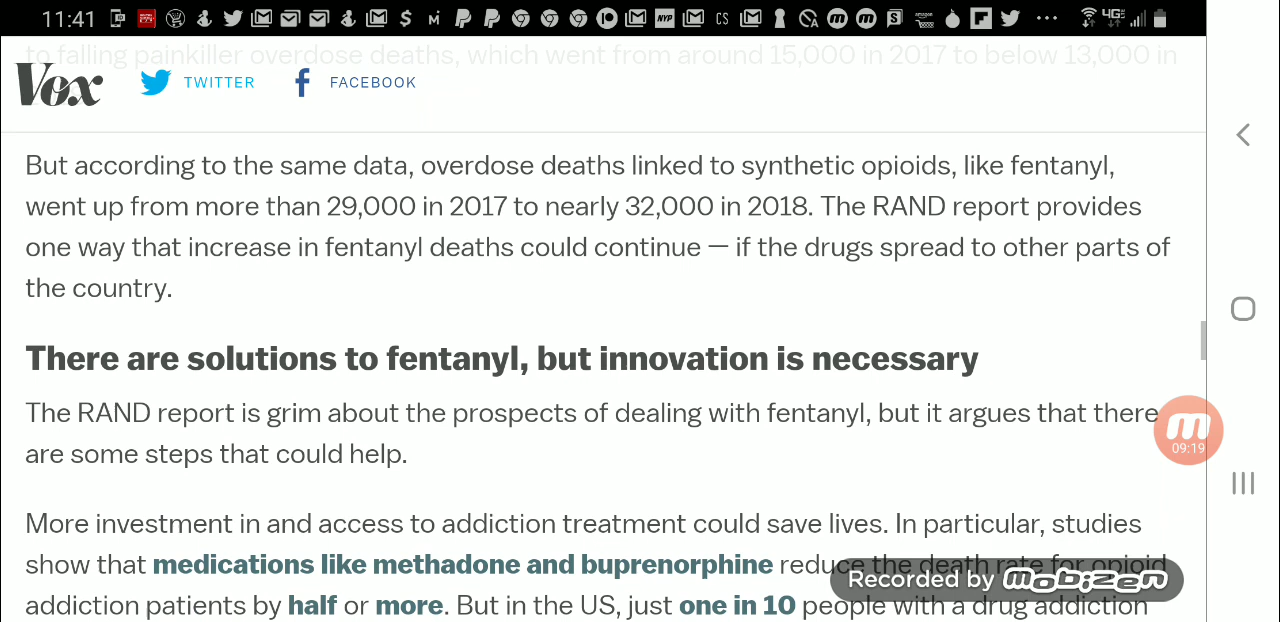 11:41
NYP
CS
4GE
to falling painkiller overdose deaths, which went from around 15,000 in 2017 to below 13,000 in
Vox TWITTER FACEBOOK
But according to the same data, overdose deaths linked to synthetic opioids, like fentanyl,
went up from more than 29,000 in 2017 to nearly 32,000 in 2018. The RAND report provides
one way that increase in fentanyl deaths could continue — if the drugs spread to other parts of
the country.
There are solutions to fentanyl, but innovation is necessary
The RAND report is grim about the prospects of dealing with fentanyl, but it argues that there
are some steps that could help.
09:19
More investment in and access to addiction treatment could save lives. In particular, studies
show that medications like methadone and buprenorphine reduce the death rate for opioid
Recorded by mobizen
addiction patients by half or more. But in the US, just one in 10 people with a drug addiction